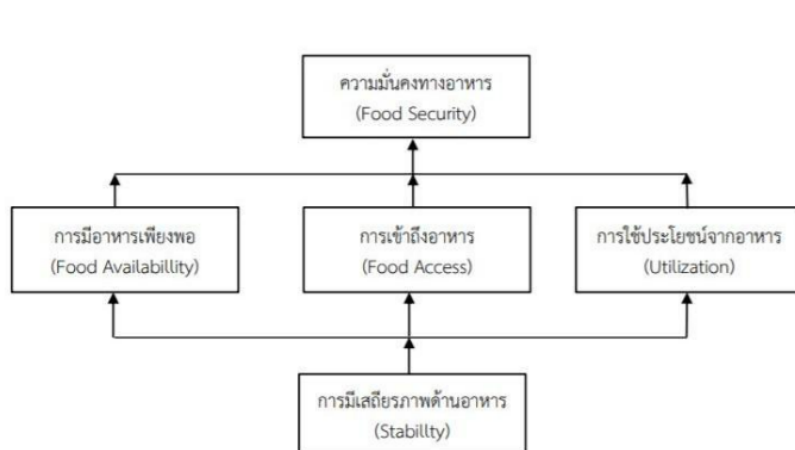 ความมั่นคงทางอาหาร
(Food Security)
การมีอาหารเพียงพอ
(Food Availabillity)
การเข้าถึงอาหาร
(Food Access)
การใช้ประโยชน์จากอาหาร
(Utilization)
การมีเสถียรภาพด้านอาหาร
(Stabillty)